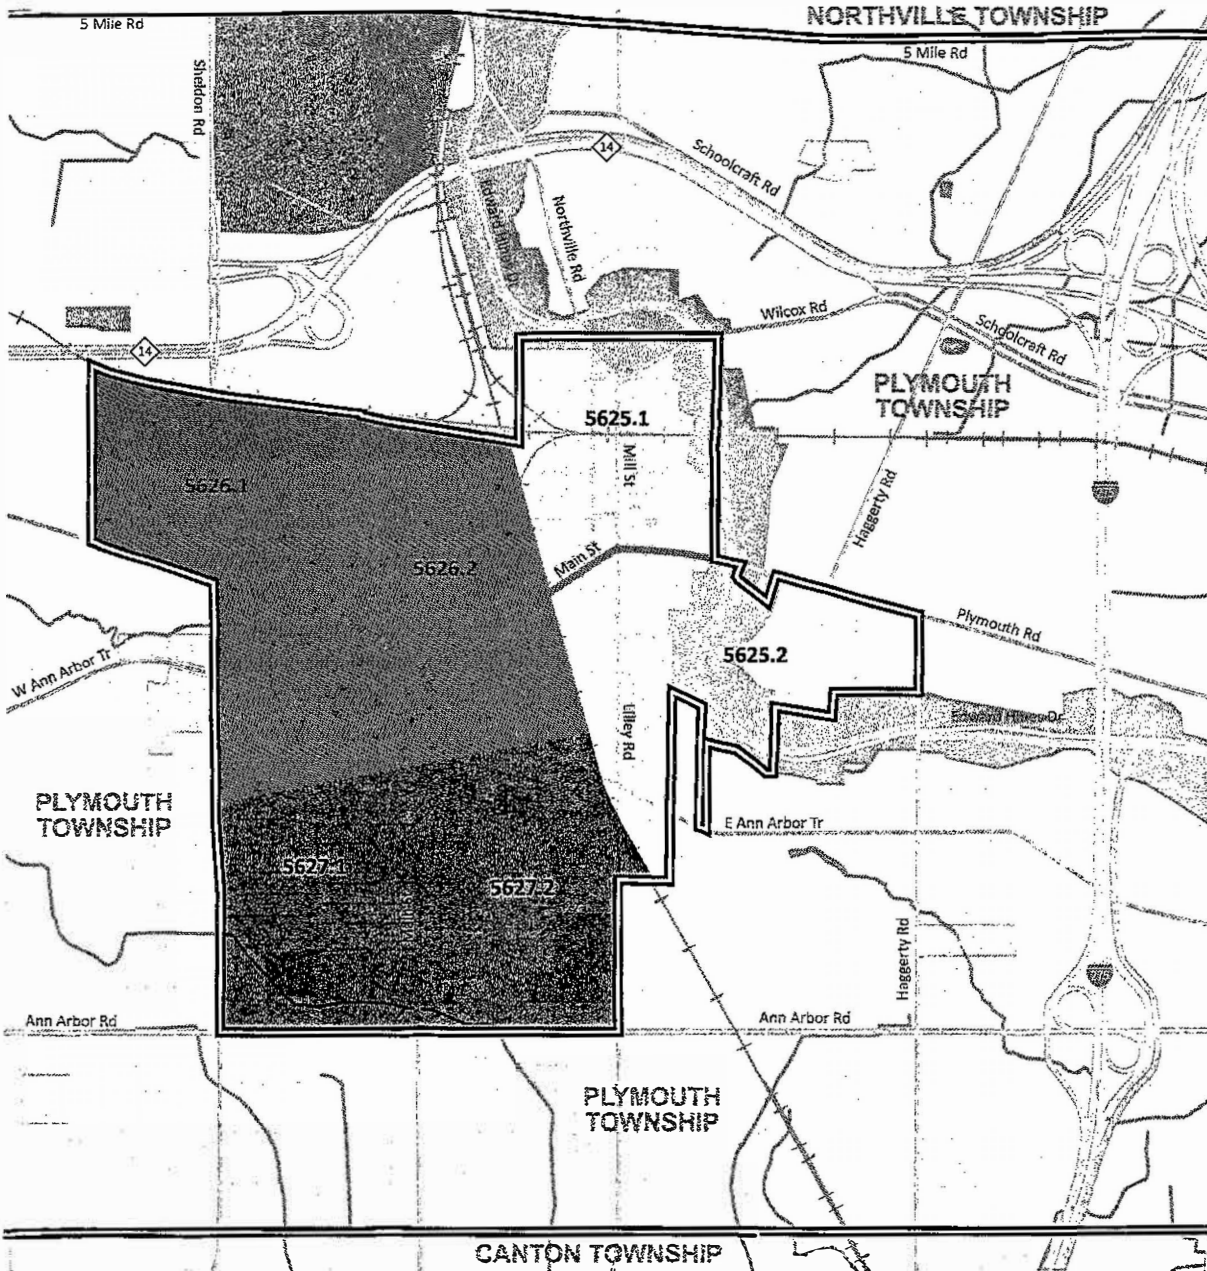 NORTHVILLE TOWNSHIP
5 Mile Rd
5 Mile Rd
Sheldon Rd
14
Schoolcraft Rd
Northville Rd
Wilcox Rd
Schoolcraft Rd
14
PLYMOUTH
TOWNSHIP
5625.1
Mill St
Haggerty Rd
5626.1
5626.2
Main St
Plymouth Rd
5625.2
W Ann Arbor Tr
Lilley Rd
Edward Hines Dr
PLYMOUTH
TOWNSHIP
E Ann Arbor Tr
5627.1
5627.2
Haggerty Rd
275
Ann Arbor Rd
Ann Arbor Rd
PLYMOUTH
TOWNSHIP
CANTON TOWNSHIP